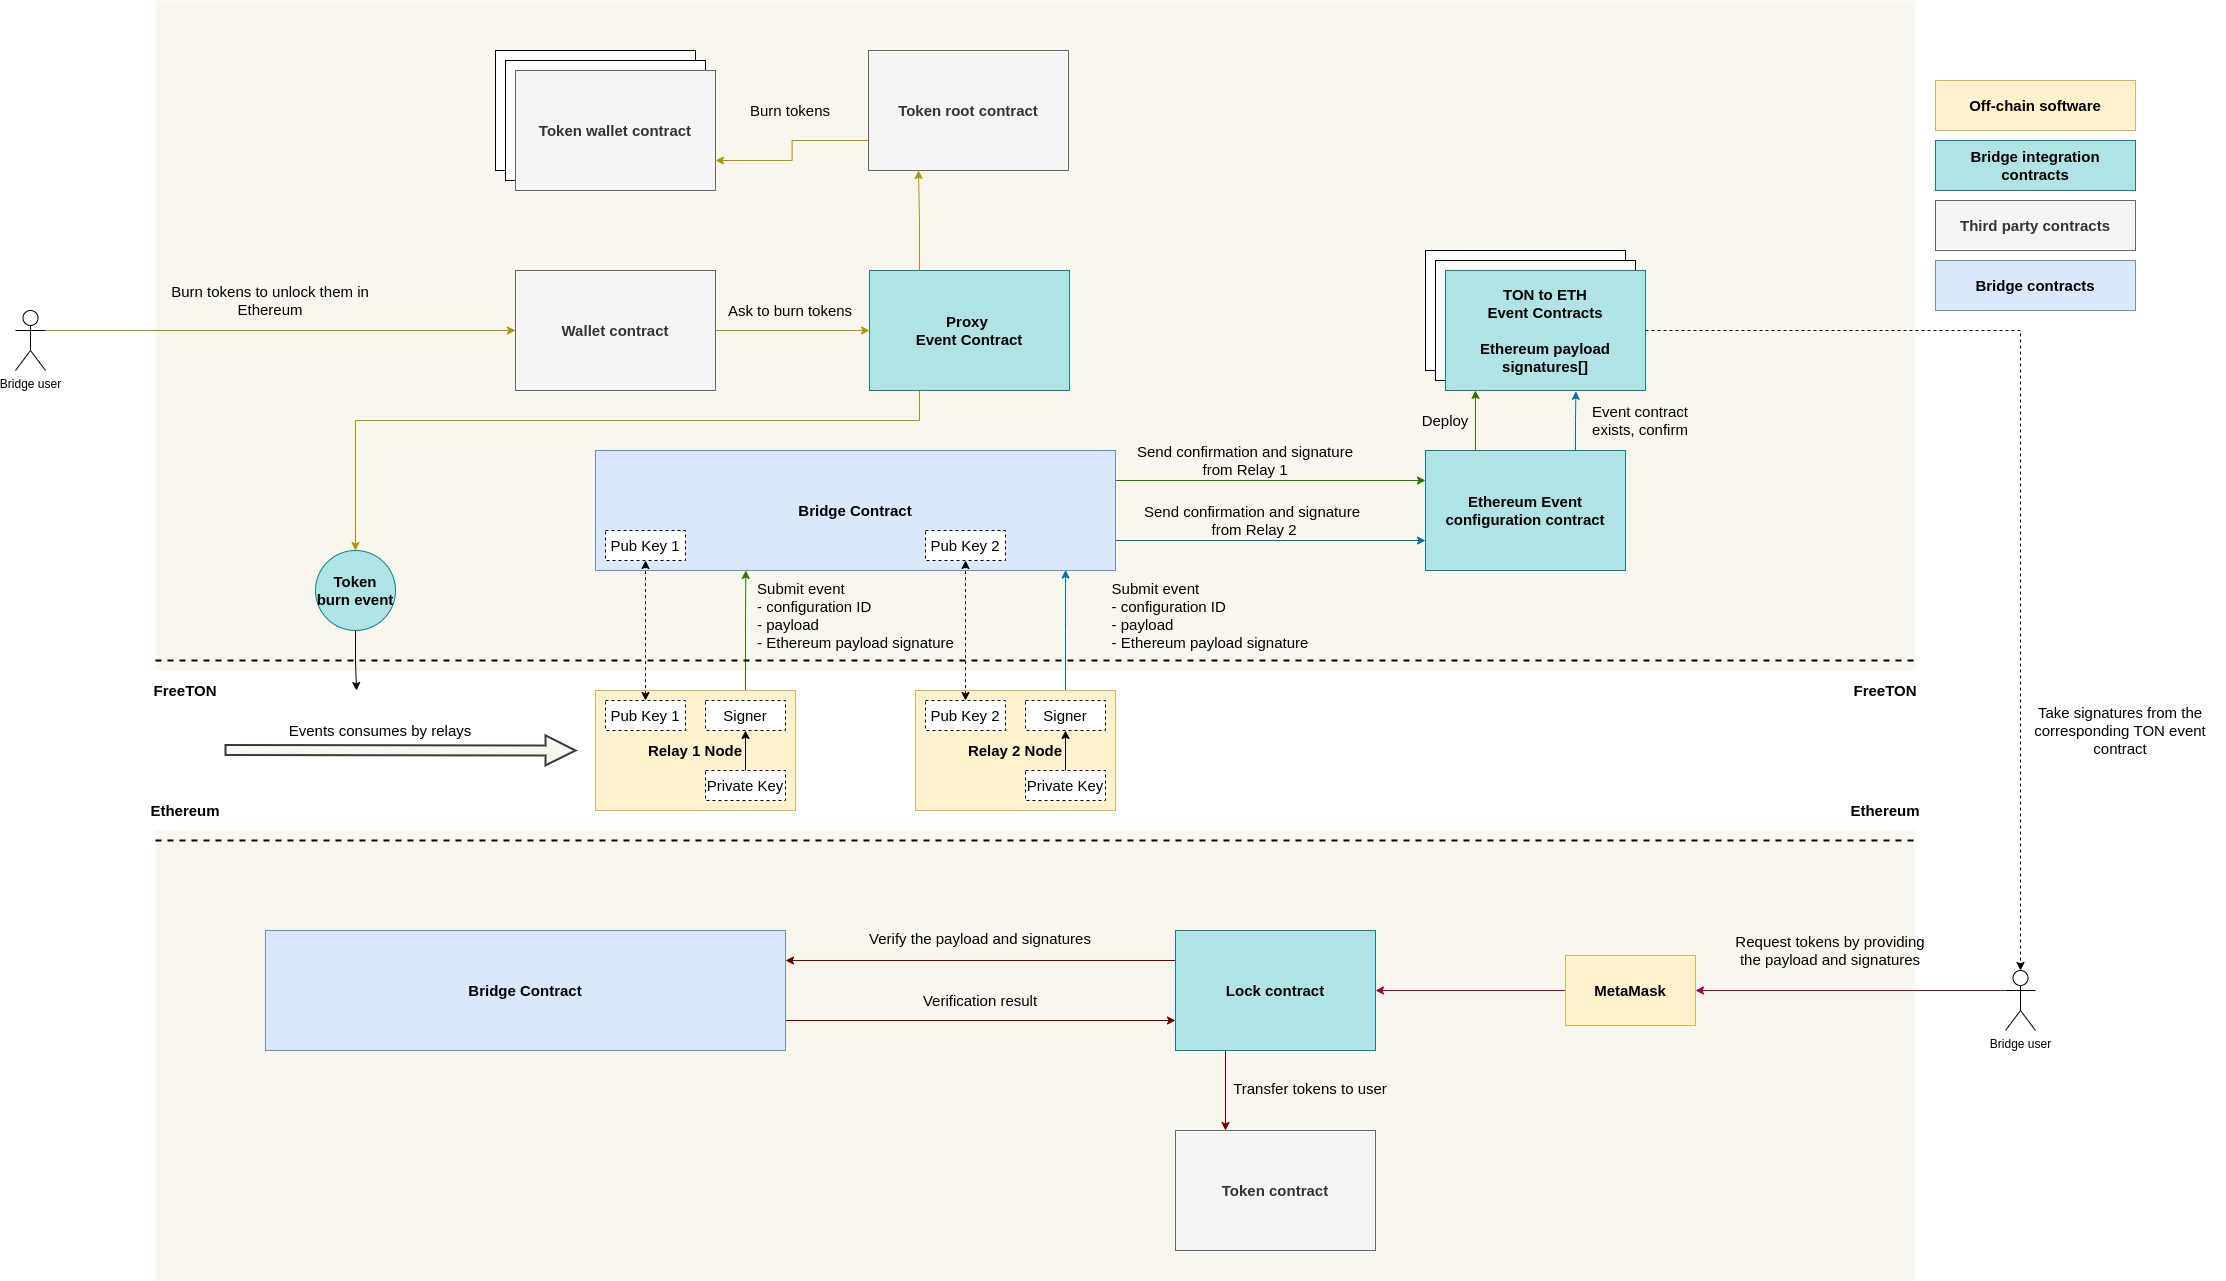 Token wallet contract
Burn tokens
Token root contract
Off-chain software
Bridge integration
contracts
Third party contracts
Bridge contracts
Burn tokens to unlock them in
Ethereum
Bridge user
Wallet contract
Ask to burn tokens
Proxy
Event Contract
TON to ETH
Event Contracts
Ethereum payload
signatures[]
Deploy
Event contract
exists, confirm
Bridge Contract
Pub Key 1
Pub Key 2
Send confirmation and signature
from Relay 1
Send confirmation and signature
from Relay 2
Ethereum Event
configuration contract
Token
burn event
Submit event
- configuration ID
- payload
- Ethereum payload signature
Submit event
- configuration ID
- payload
- Ethereum payload signature
FreeTON
FreeTON
Events consumes by relays
Pub Key 1
Signer
Relay 1 Node
Private Key
Pub Key 2
Signer
Relay 2 Node
Private Key
Take signatures from the
corresponding TON event
contract
Ethereum
Ethereum
Bridge Contract
Verify the payload and signatures
Verification result
Lock contract
MetaMask
Request tokens by providing
the payload and signatures
Bridge user
Transfer tokens to user
Token contract